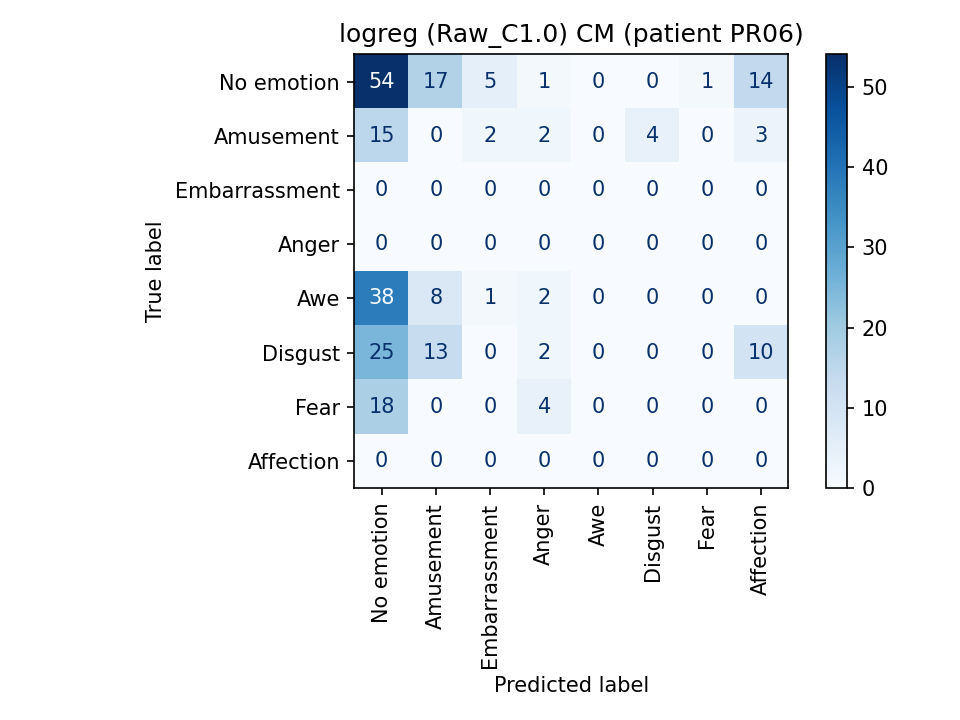 logreg (Raw_C1.0) CM (patient PR06)
No emotion 54 17 5 1 0 0 1 14
Amusement 15 0 2 2 0 4 0 3
Embarrassment 0 0 0 0 0 0 0 0
Anger 0 0 0 0 0 0 0 0
Awe 38 8 1 2 0 0 0 0
Disgust 25 13 0 2 0 0 0 10
Fear 18 0 0 4 0 0 0 0
Affection 0 0 0 0 0 0 0 0
True label
No emotion
Amusement
Embarrassment
Anger
Awe
Disgust
Fear
Affection
Predicted label
50
40
30
20
10
0